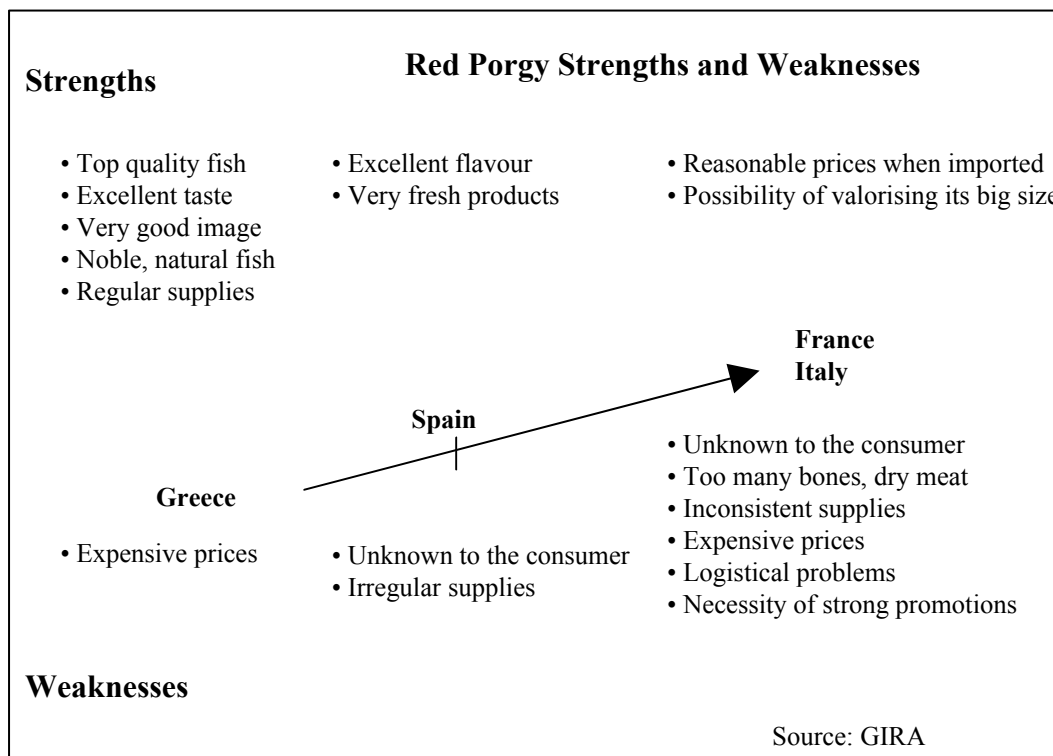 Red Porgy Strengths and Weaknesses
Strengths
• Top quality fish
• Excellent taste
• Very good image
• Noble, natural fish
• Regular supplies
• Excellent flavour
• Very fresh products
• Reasonable prices when imported
• Possibility of valorising its big size
France
Italy
Spain
Greece
• Expensive prices
• Unknown to the consumer
• Irregular supplies
• Unknown to the consumer
• Too many bones, dry meat
• Inconsistent supplies
• Expensive prices
• Logistical problems
• Necessity of strong promotions
Weaknesses
Source: GIRA